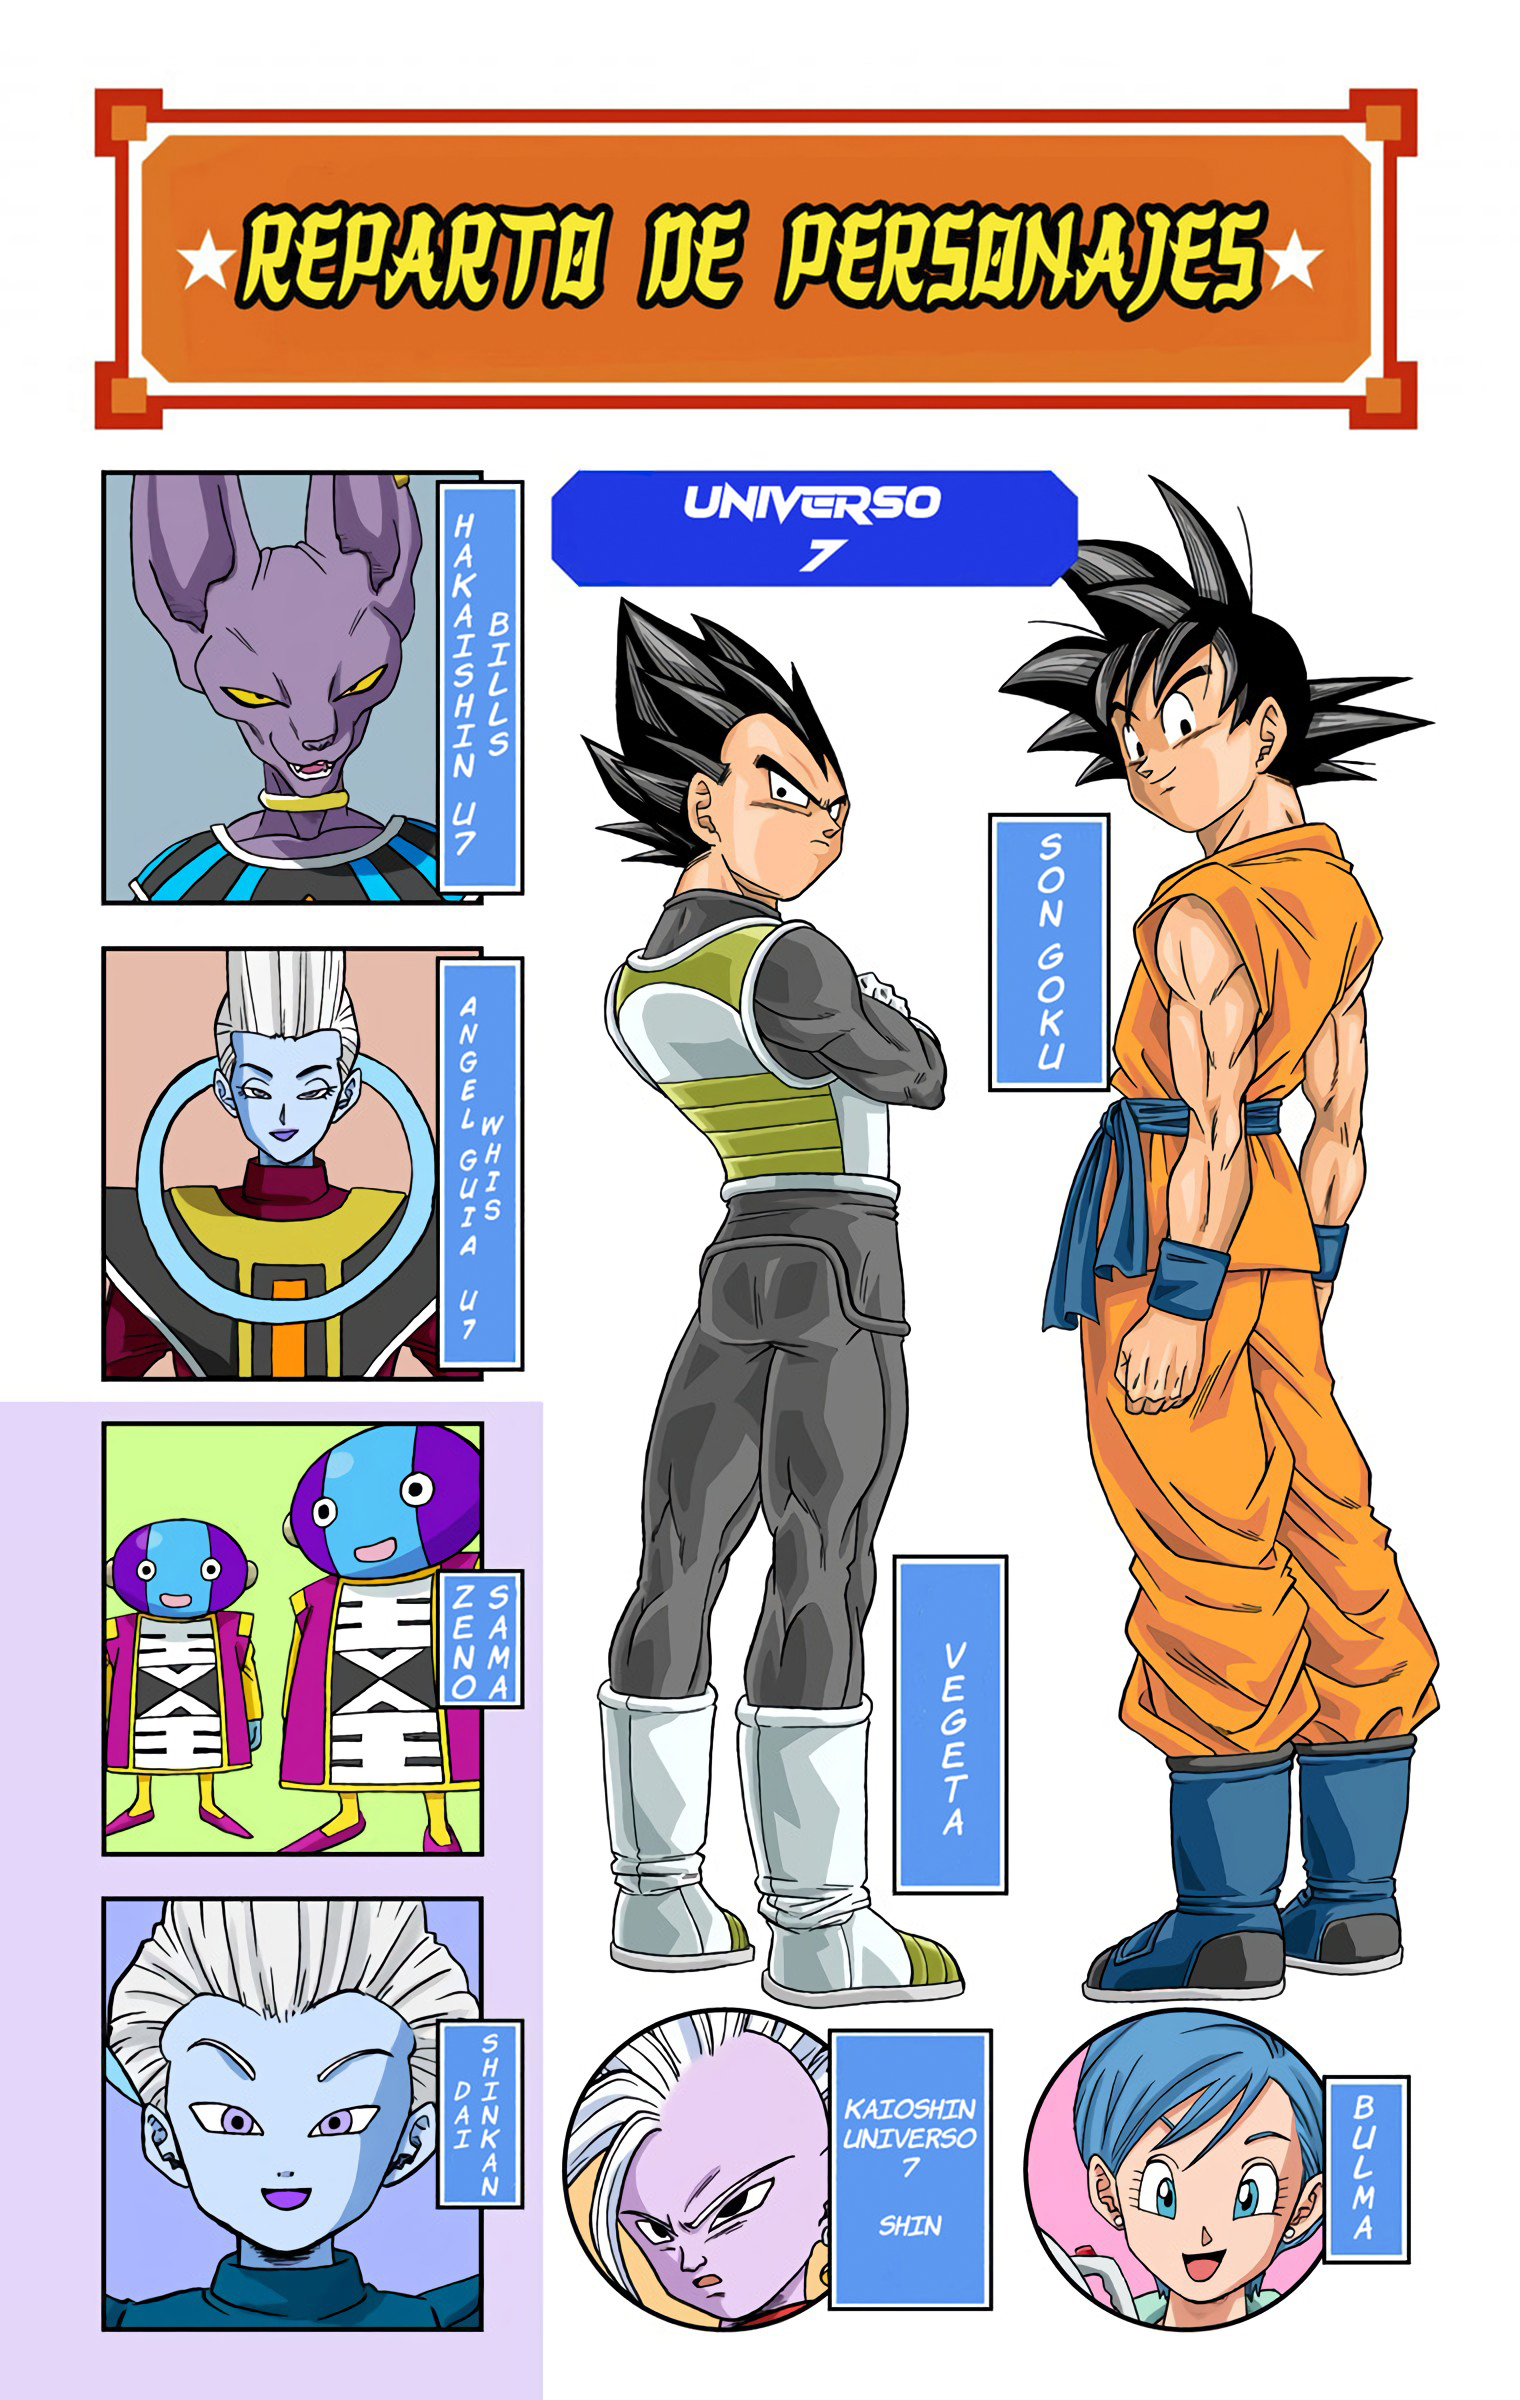 REPARTO DE PERSONAJES
UNIVERSO
7
HAKAISHIN U7
BILLS
ANGEL GUIA U7
WHIS
ZENO
SAMA
DAI
SHINKAN
SON GOKU
VEGETA
KAIOSHIN
UNIVERSO
7
SHIN
BULMA